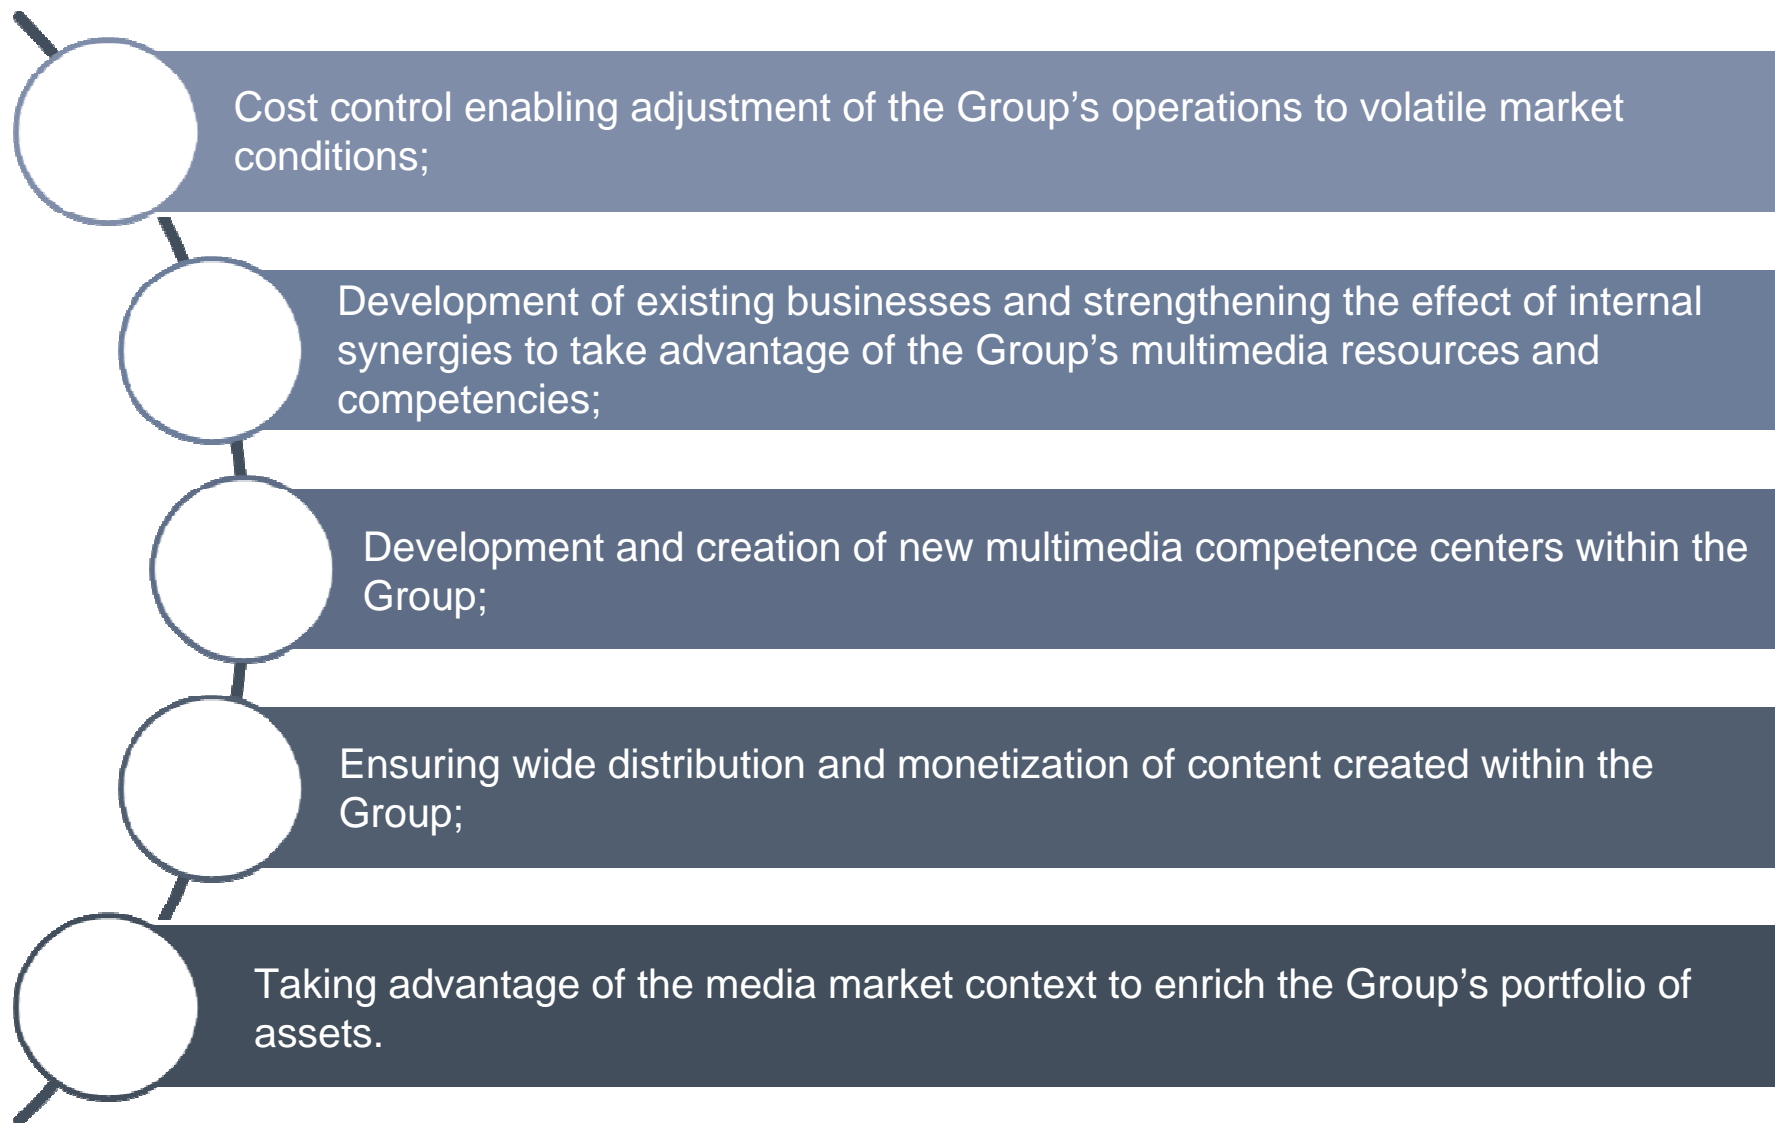 Cost control enabling adjustment of the Group’s operations to volatile market
conditions;
Development of existing businesses and strengthening the effect of internal
synergies to take advantage of the Group’s multimedia resources and
competencies;
Development and creation of new multimedia competence centers within the
Group;
Ensuring wide distribution and monetization of content created within the
Group;
Taking advantage of the media market context to enrich the Group’s portfolio of
assets.